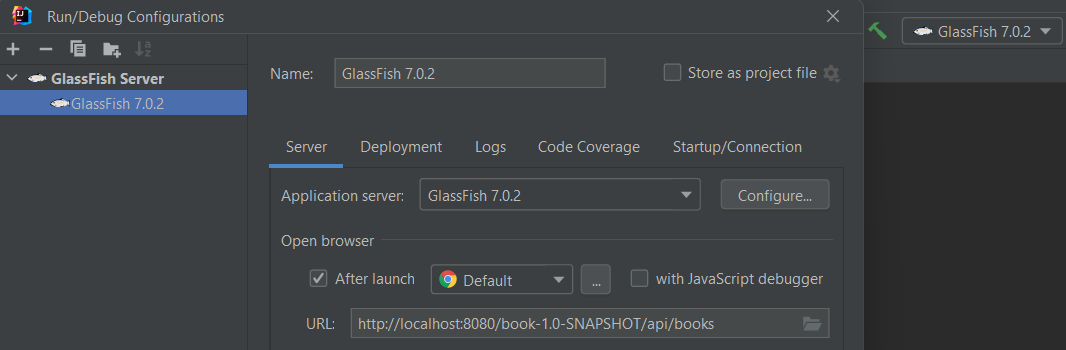 Run/Debug Configurations
GlassFish 7.0.2
GlassFish Server
GlassFish 7.0.2
Name: GlassFish 7.0.2 Store as project file
Server Deployment Logs Code Coverage Startup/Connection
Application server: GlassFish 7.0.2 Configure...
Open browser
After launch Default ... with JavaScript debugger
URL: http://localhost:8080/book-1.0-SNAPSHOT/api/books